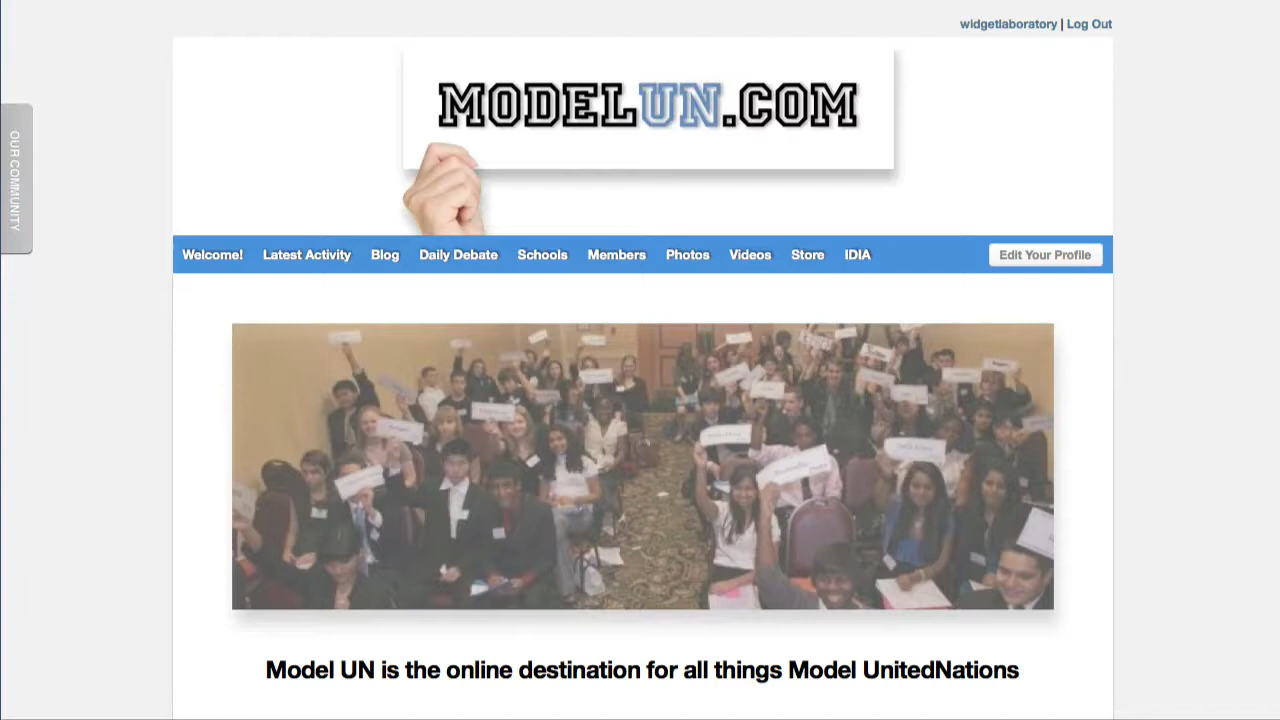 widgetlaboratory | Log Out
MODELUN.COM
OUR COMMUNITY
Welcome! Latest Activity Blog Daily Debate Schools Members Photos Videos Store IDIA Edit Your Profile
Model UN is the online destination for all things Model UnitedNations